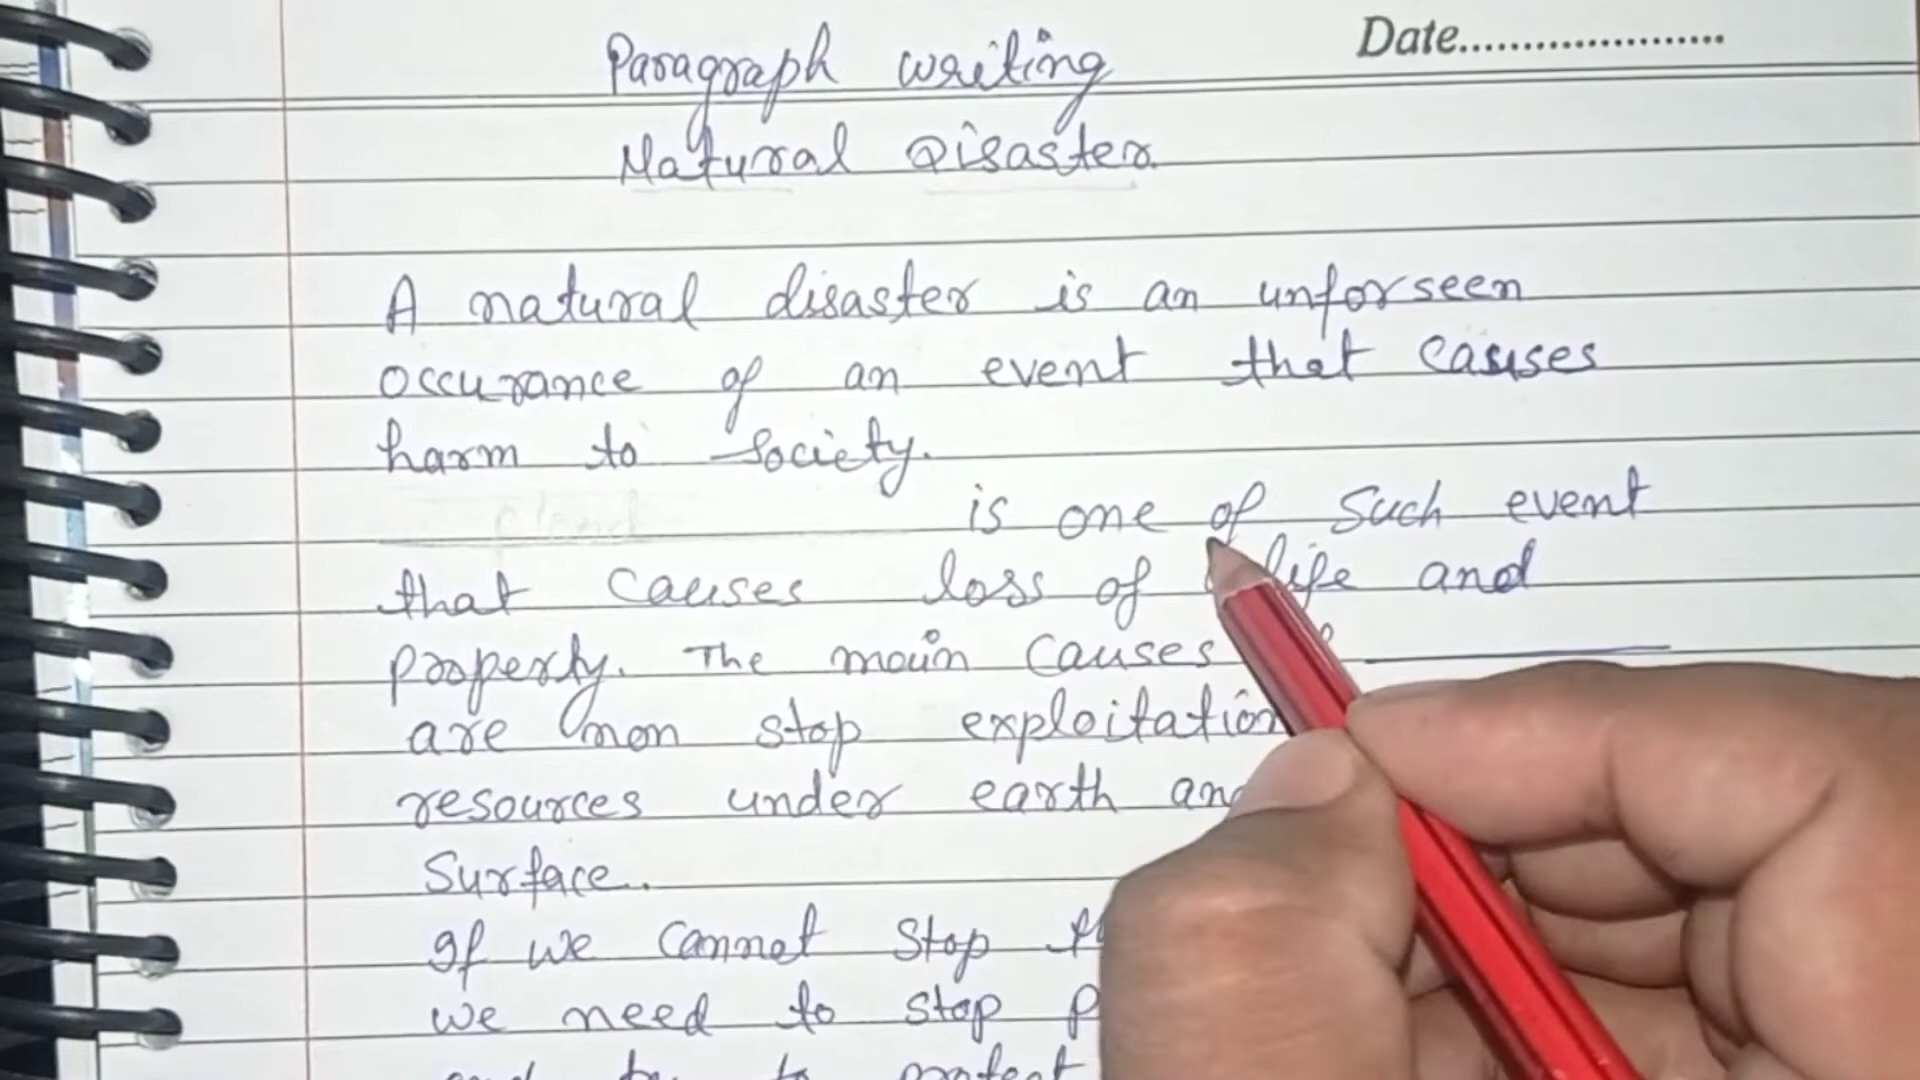 Date.....................
Paragraph writing
Natural Disaster
A natural disaster is an unforseen
occurance of an event that causes
harm to society.
is one of such event
that causes loss of life and
property. The main causes
are non stop exploitation
resources under earth
Surface.
If we cannot stop
we need to stop
to protect